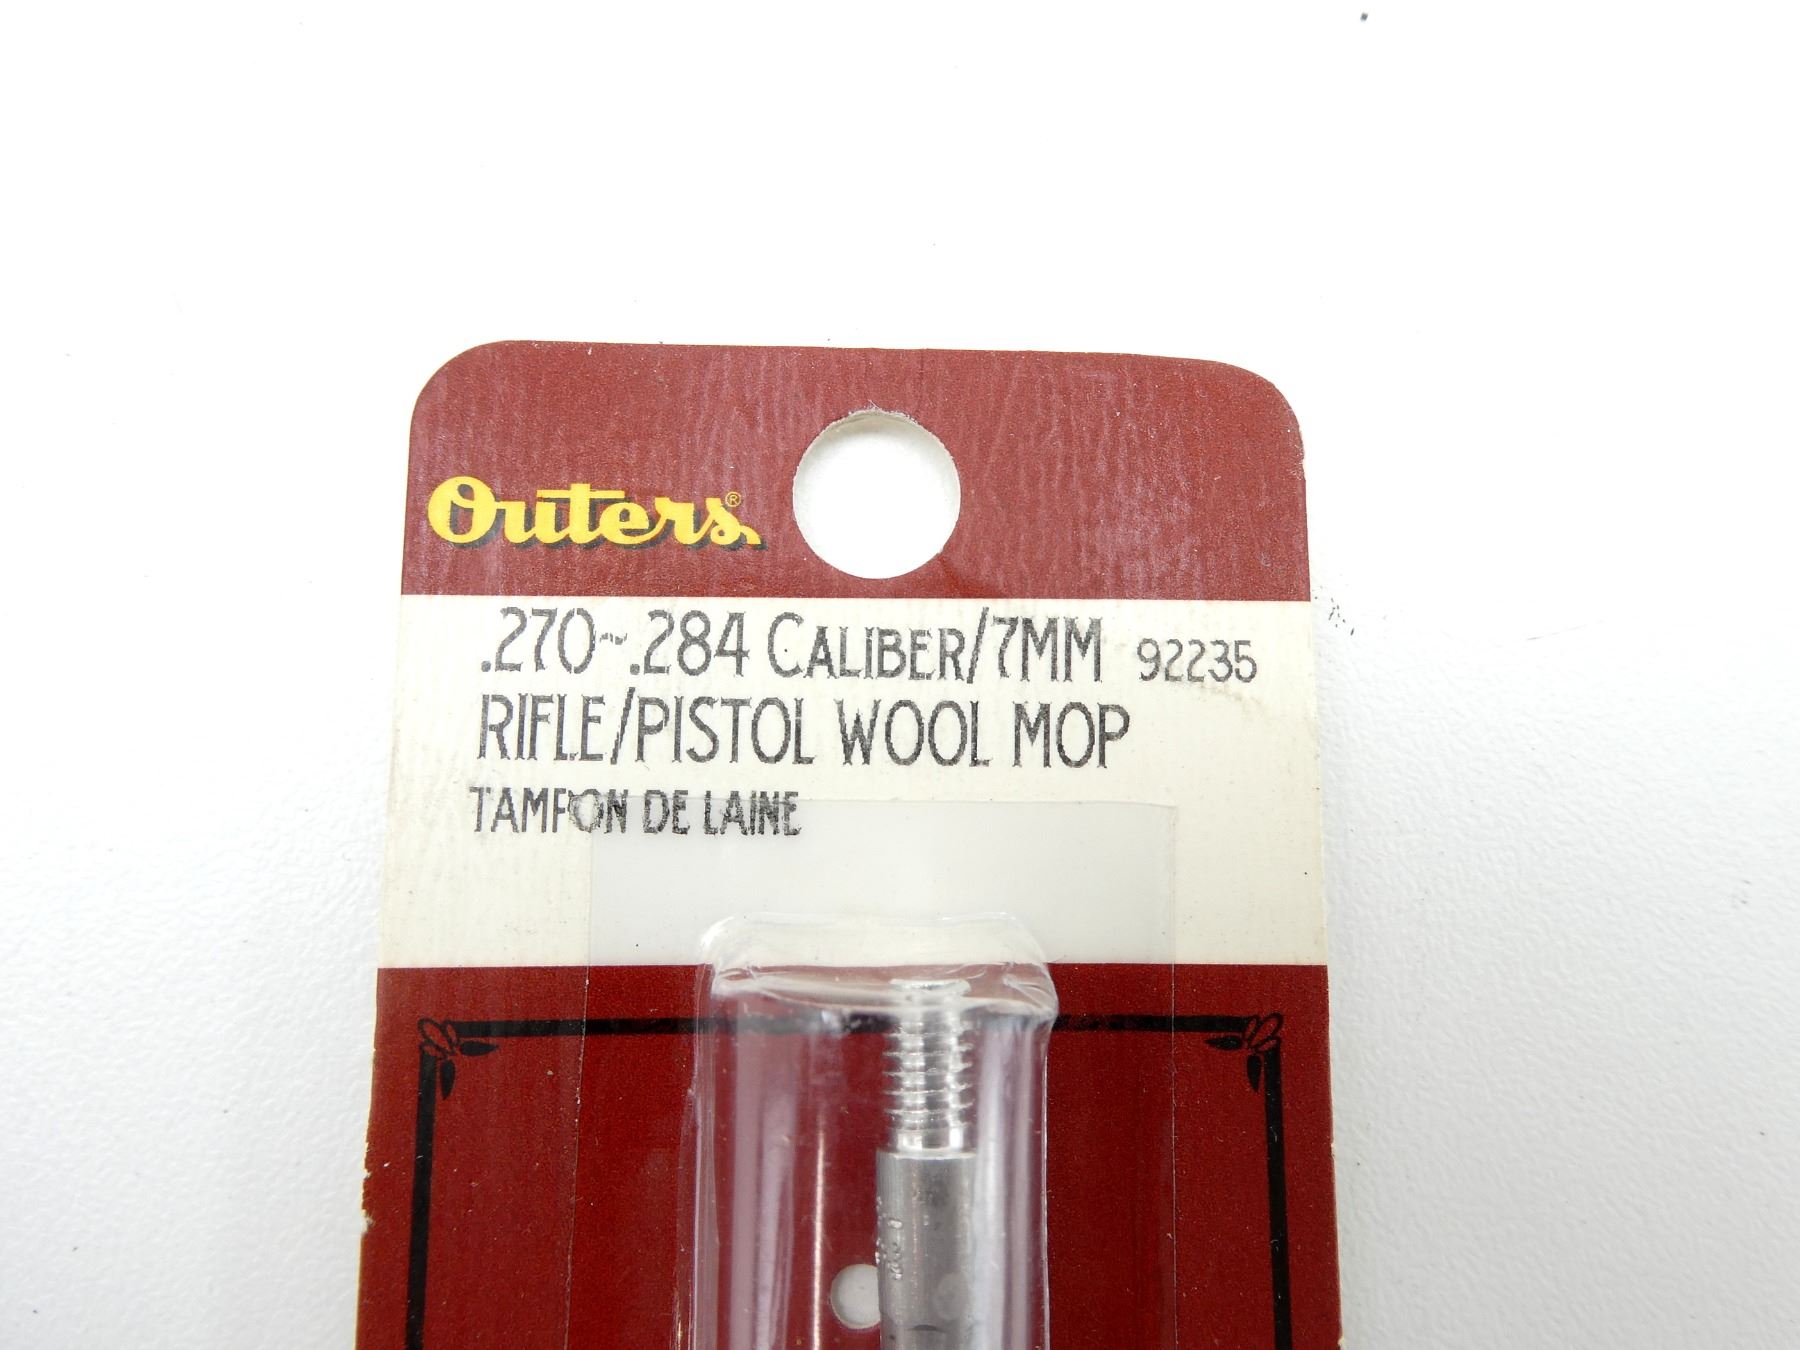 Outers®
.270~.284 CALIBER/7MM 92235
RIFLE/PISTOL WOOL MOP
TAMPON DE LAINE